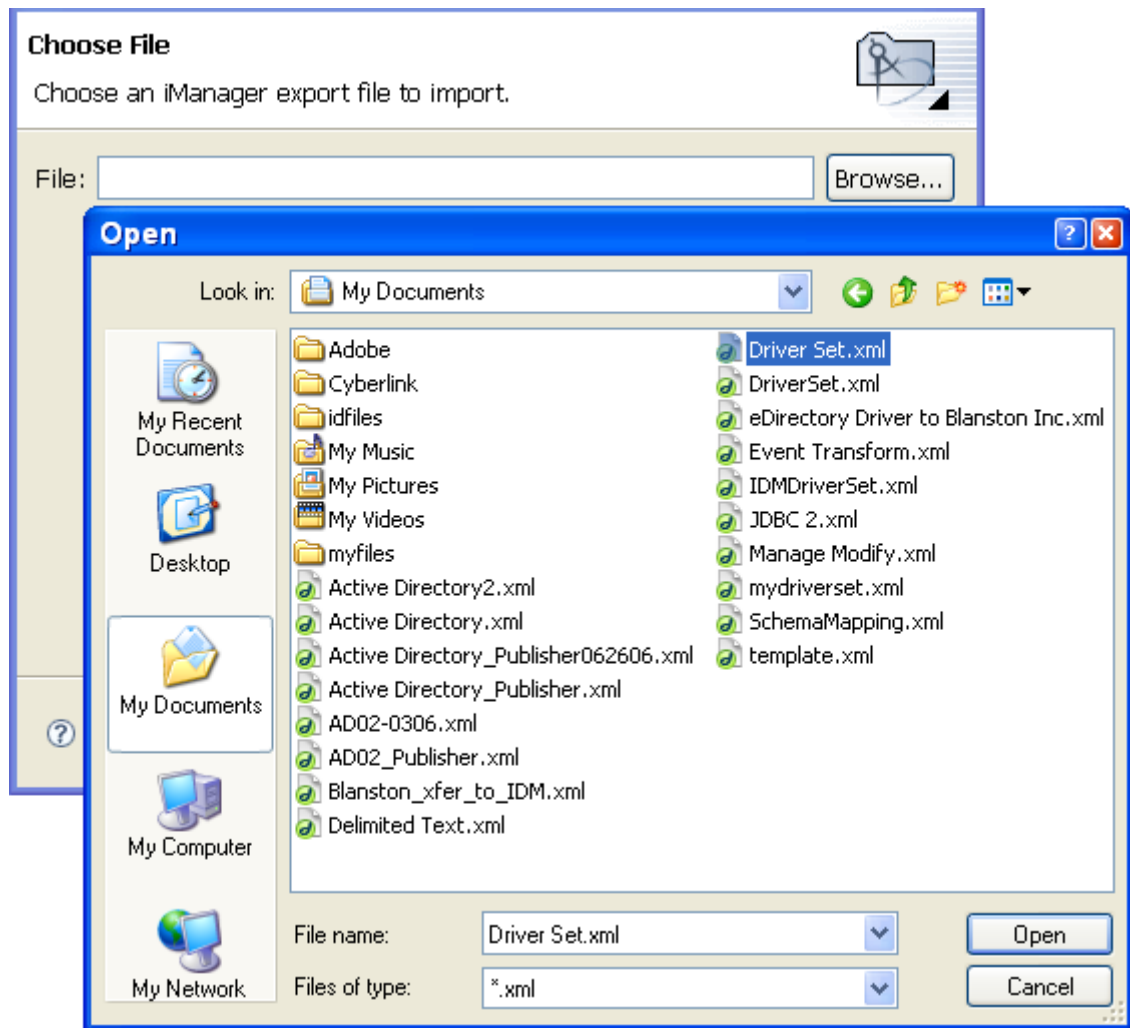 Choose File
Choose an iManager export file to import.
File:
Browse...
Open
Look in:
My Documents
My Recent
Documents
Desktop
My Documents
My Computer
My Network
Adobe
Cyberlink
idfiles
My Music
My Pictures
My Videos
myfiles
Active Directory2.xml
Active Directory.xml
Active Directory_Publisher062606.xml
Active Directory_Publisher.xml
AD02-0306.xml
AD02_Publisher.xml
Blanston_xfer_to_IDM.xml
Delimited Text.xml
Driver Set.xml
DriverSet.xml
eDirectory Driver to Blanston Inc.xml
Event Transform.xml
IDMDriverSet.xml
JDBC 2.xml
Manage Modify.xml
mydriverset.xml
SchemaMapping.xml
template.xml
File name:
Driver Set.xml
Open
Files of type:
*.xml
Cancel